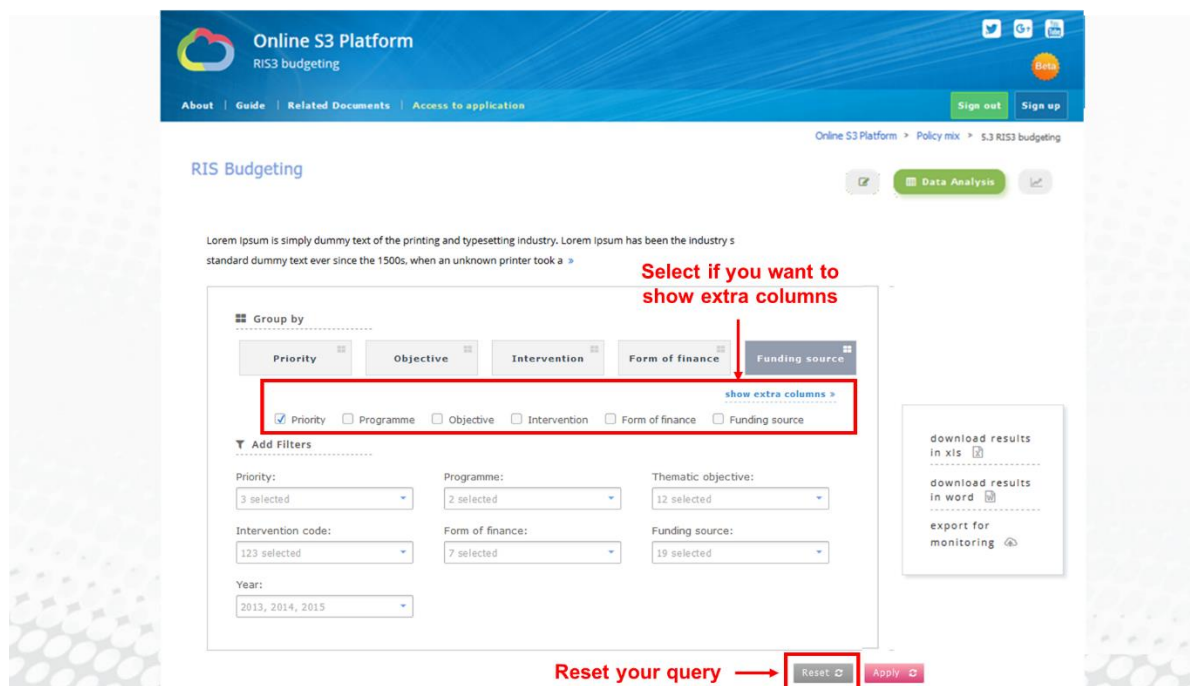 Online S3 Platform
RIS3 budgeting
G+
You Tube
Beta
About | Guide | Related Documents | Access to application
Sign out
Sign up
Online S3 Platform > Policy mix > 5.3 RIS3 budgeting
RIS Budgeting
Data Analysis
Lorem Ipsum is simply dummy text of the printing and typesetting industry. Lorem Ipsum has been the industry s
standard dummy text ever since the 1500s, when an unknown printer took a »
Select if you want to
show extra columns
Group by
Priority
Objective
Intervention
Form of finance
Funding source
show extra columns »
Priority Programme Objective Intervention Form of finance Funding source
Add Filters
Priority: Programme: Thematic objective:
3 selected 2 selected 12 selected
Intervention code: Form of finance: Funding source:
123 selected 7 selected 19 selected
Year:
2013, 2014, 2015
download results
in xls
download results
in word
export for
monitoring
Reset your query
Reset
Apply